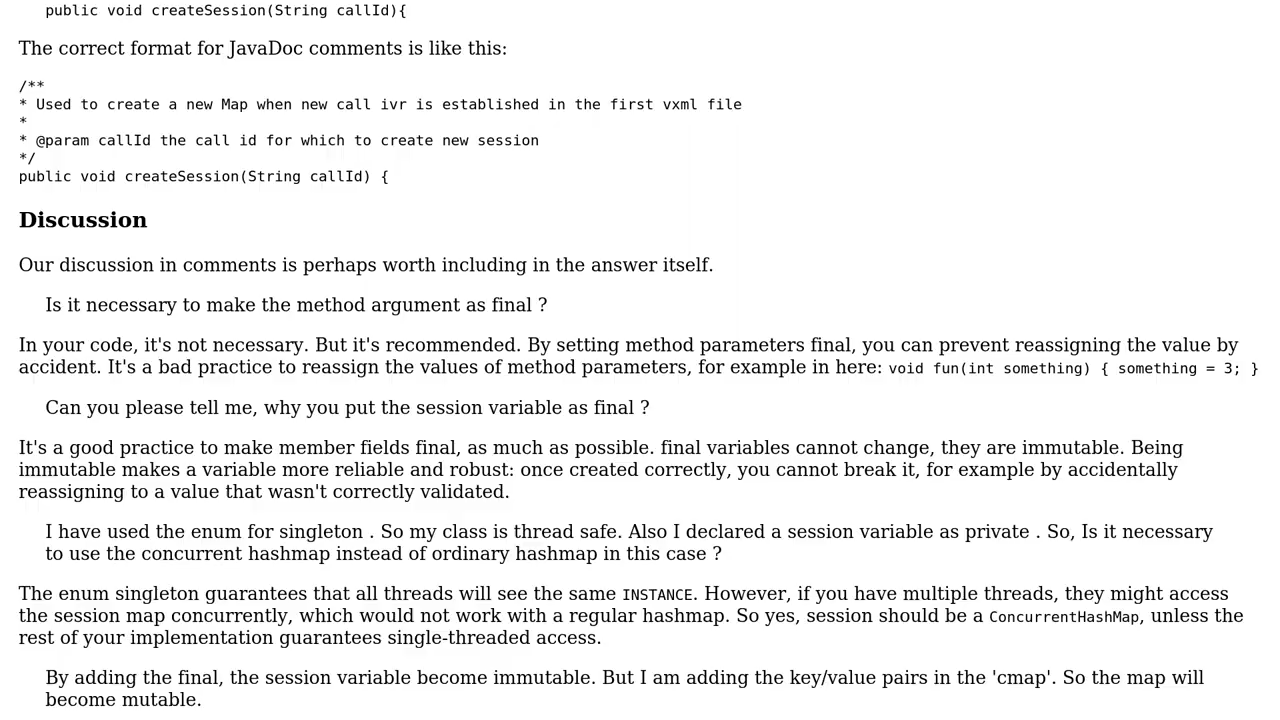 public void createSession(String callId){
The correct format for JavaDoc comments is like this:
/**
* Used to create a new Map when new call ivr is established in the first vxml file
*
* @param callId the call id for which to create new session
*/
public void createSession(String callId) {
Discussion
Our discussion in comments is perhaps worth including in the answer itself.
Is it necessary to make the method argument as final ?
In your code, it's not necessary. But it's recommended. By setting method parameters final, you can prevent reassigning the value by
accident. It's a bad practice to reassign the values of method parameters, for example in here: void fun(int something) { something = 3; }
Can you please tell me, why you put the session variable as final ?
It's a good practice to make member fields final, as much as possible. final variables cannot change, they are immutable. Being
immutable makes a variable more reliable and robust: once created correctly, you cannot break it, for example by accidentally
reassigning to a value that wasn't correctly validated.
I have used the enum for singleton . So my class is thread safe. Also I declared a session variable as private . So, Is it necessary
to use the concurrent hashmap instead of ordinary hashmap in this case ?
The enum singleton guarantees that all threads will see the same INSTANCE. However, if you have multiple threads, they might access
the session map concurrently, which would not work with a regular hashmap. So yes, session should be a ConcurrentHashMap, unless the
rest of your implementation guarantees single-threaded access.
By adding the final, the session variable become immutable. But I am adding the key/value pairs in the 'cmap'. So the map will
become mutable.